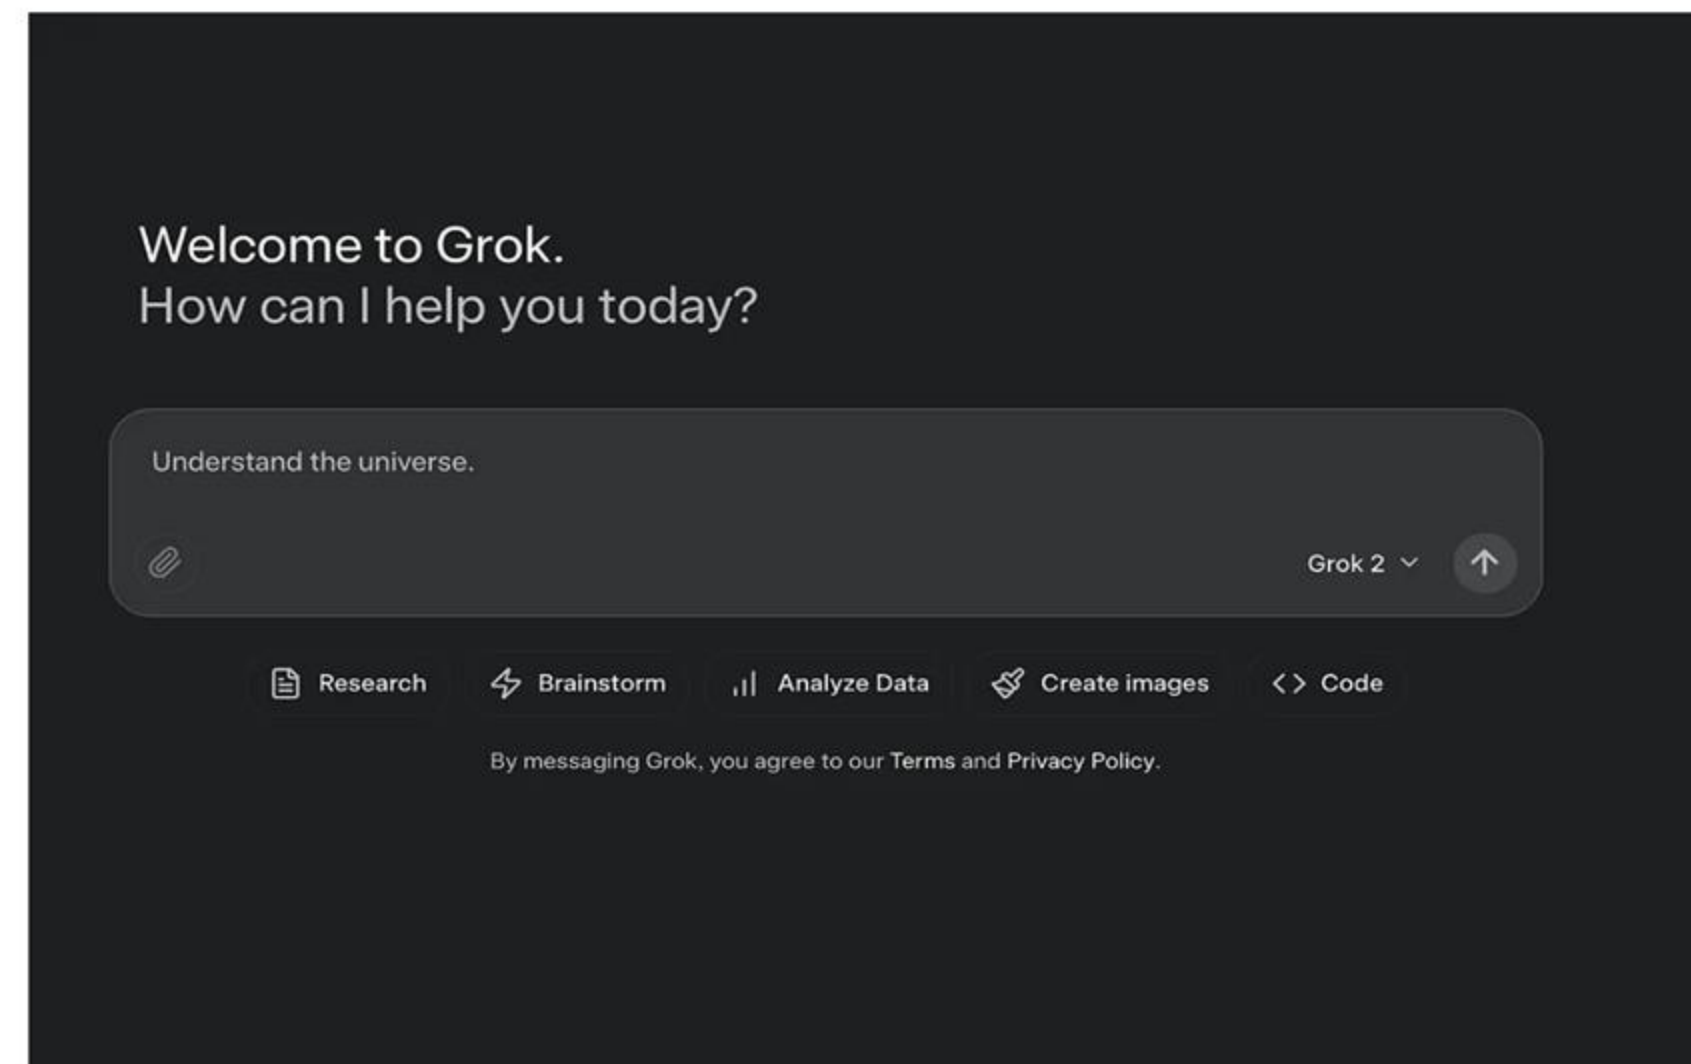 Welcome to Grok.
How can I help you today?
Understand the universe.
Grok 2
Research Brainstorm Analyze Data Create images Code
By messaging Grok, you agree to our Terms and Privacy Policy.